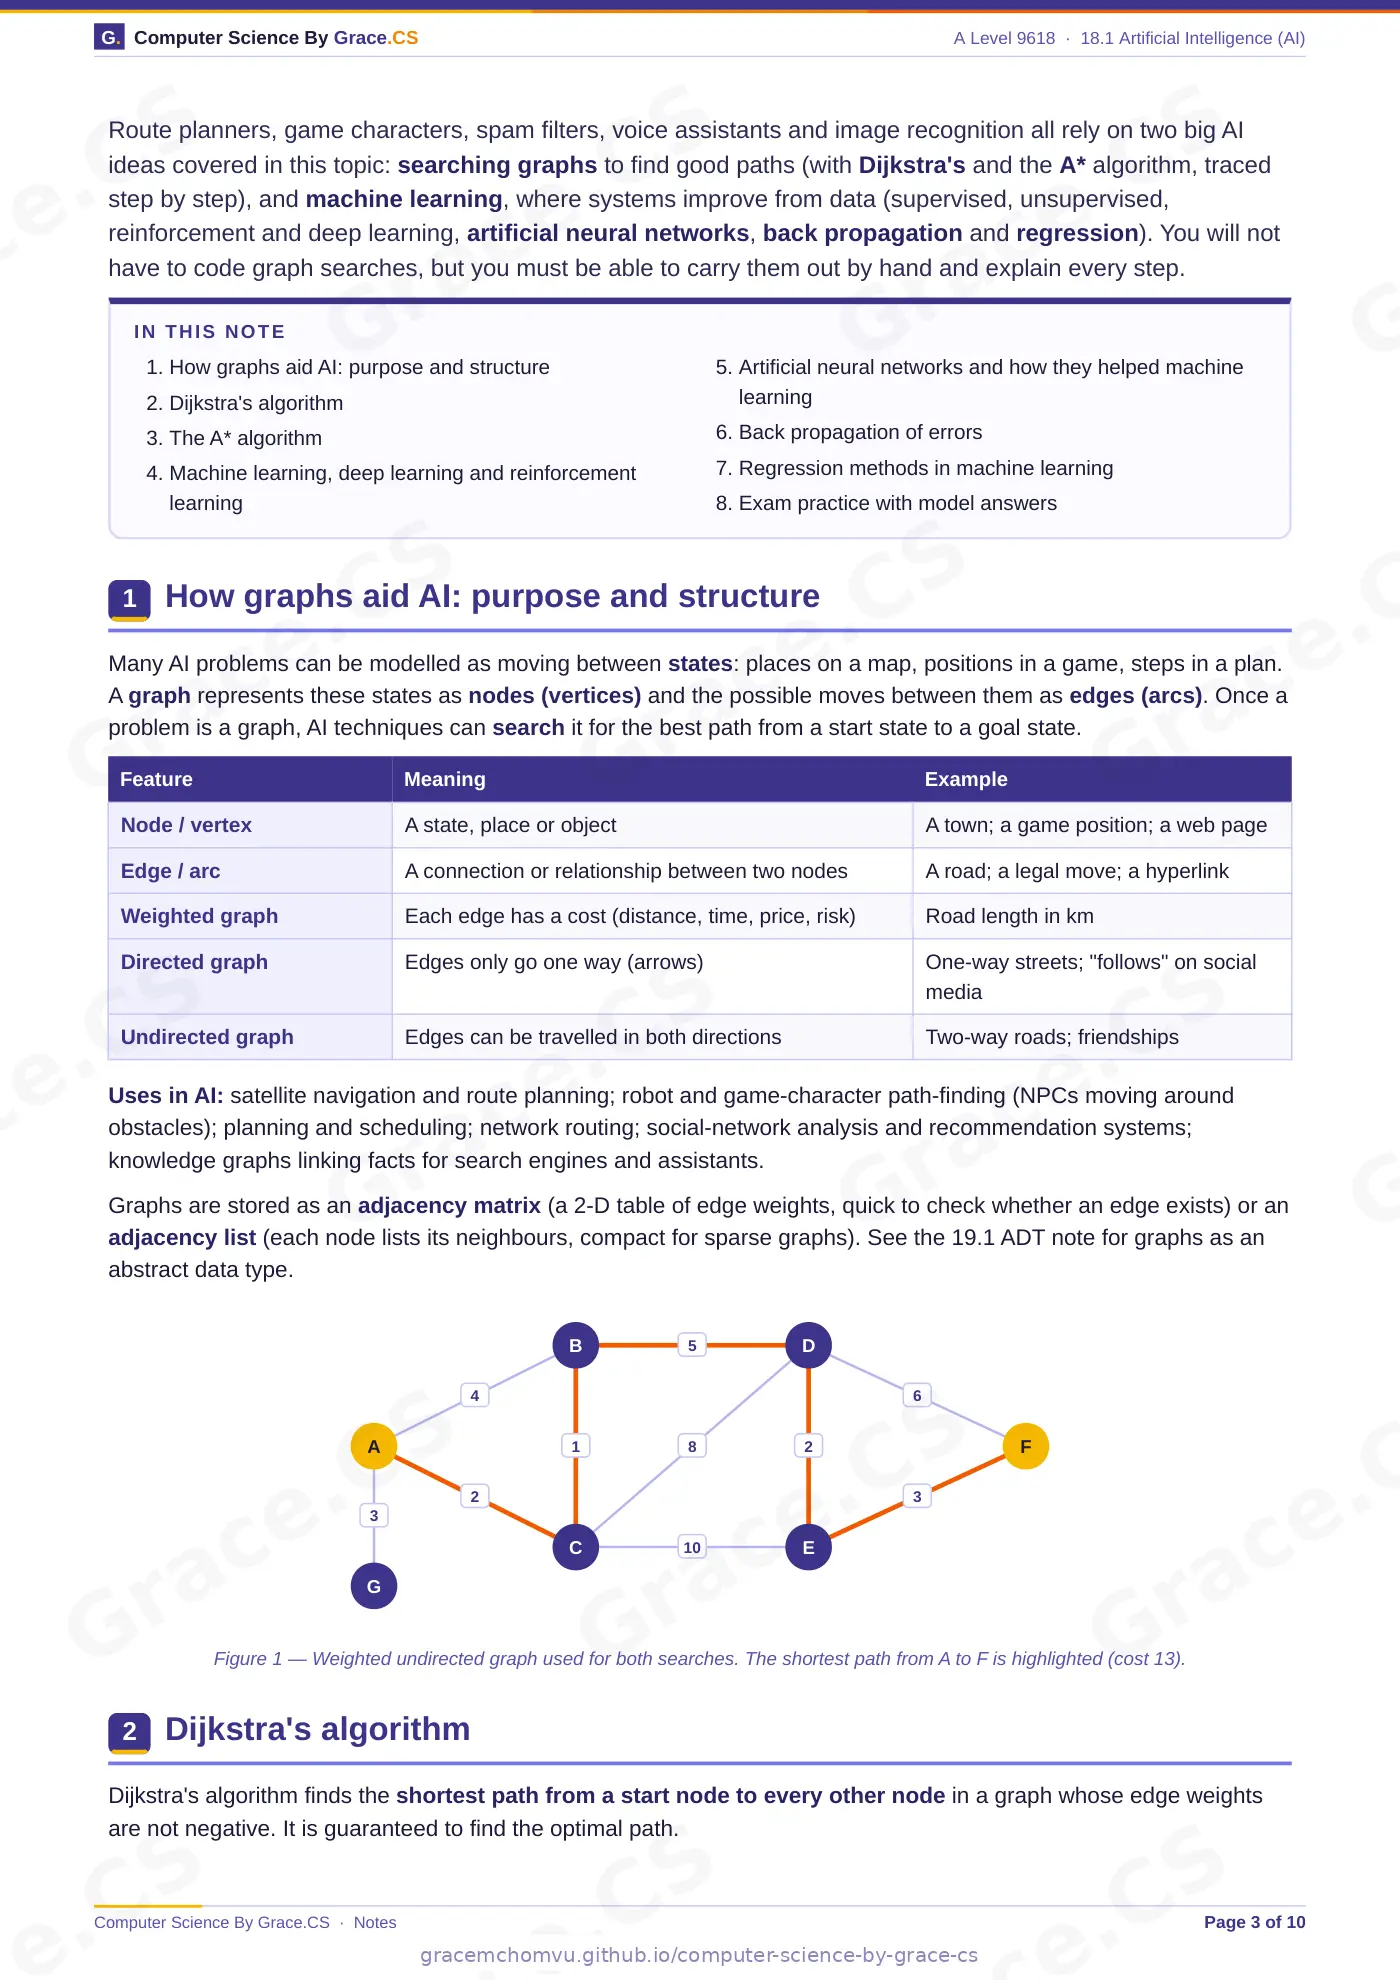 G. Computer Science By Grace.CS
A Level 9618 · 18.1 Artificial Intelligence (AI)
Route planners, game characters, spam filters, voice assistants and image recognition all rely on two big AI
ideas covered in this topic: searching graphs to find good paths (with Dijkstra's and the A* algorithm, traced
step by step), and machine learning, where systems improve from data (supervised, unsupervised,
reinforcement and deep learning, artificial neural networks, back propagation and regression). You will not
have to code graph searches, but you must be able to carry them out by hand and explain every step.
IN THIS NOTE
1. How graphs aid AI: purpose and structure
2. Dijkstra's algorithm
3. The A* algorithm
4. Machine learning, deep learning and reinforcement
learning
5. Artificial neural networks and how they helped machine
learning
6. Back propagation of errors
7. Regression methods in machine learning
8. Exam practice with model answers
1 How graphs aid AI: purpose and structure
Many AI problems can be modelled as moving between states: places on a map, positions in a game, steps in a plan.
A graph represents these states as nodes (vertices) and the possible moves between them as edges (arcs). Once a
problem is a graph, AI techniques can search it for the best path from a start state to a goal state.
Feature Meaning Example
Node / vertex A state, place or object A town; a game position; a web page
Edge / arc A connection or relationship between two nodes A road; a legal move; a hyperlink
Weighted graph Each edge has a cost (distance, time, price, risk) Road length in km
Directed graph Edges only go one way (arrows) One-way streets; "follows" on social
media
Undirected graph Edges can be travelled in both directions Two-way roads; friendships
Uses in AI: satellite navigation and route planning; robot and game-character path-finding (NPCs moving around
obstacles); planning and scheduling; network routing; social-network analysis and recommendation systems;
knowledge graphs linking facts for search engines and assistants.
Graphs are stored as an adjacency matrix (a 2-D table of edge weights, quick to check whether an edge exists) or an
adjacency list (each node lists its neighbours, compact for sparse graphs). See the 19.1 ADT note for graphs as an
abstract data type.
B 5 D
4 6
A 1 8 2 F
2 3
3
C 10 E
G
Figure 1 — Weighted undirected graph used for both searches. The shortest path from A to F is highlighted (cost 13).
2 Dijkstra's algorithm
Dijkstra's algorithm finds the shortest path from a start node to every other node in a graph whose edge weights
are not negative. It is guaranteed to find the optimal path.
Computer Science By Grace.CS · Notes
Page 3 of 10
gracemchomvu.github.io/computer-science-by-grace-cs